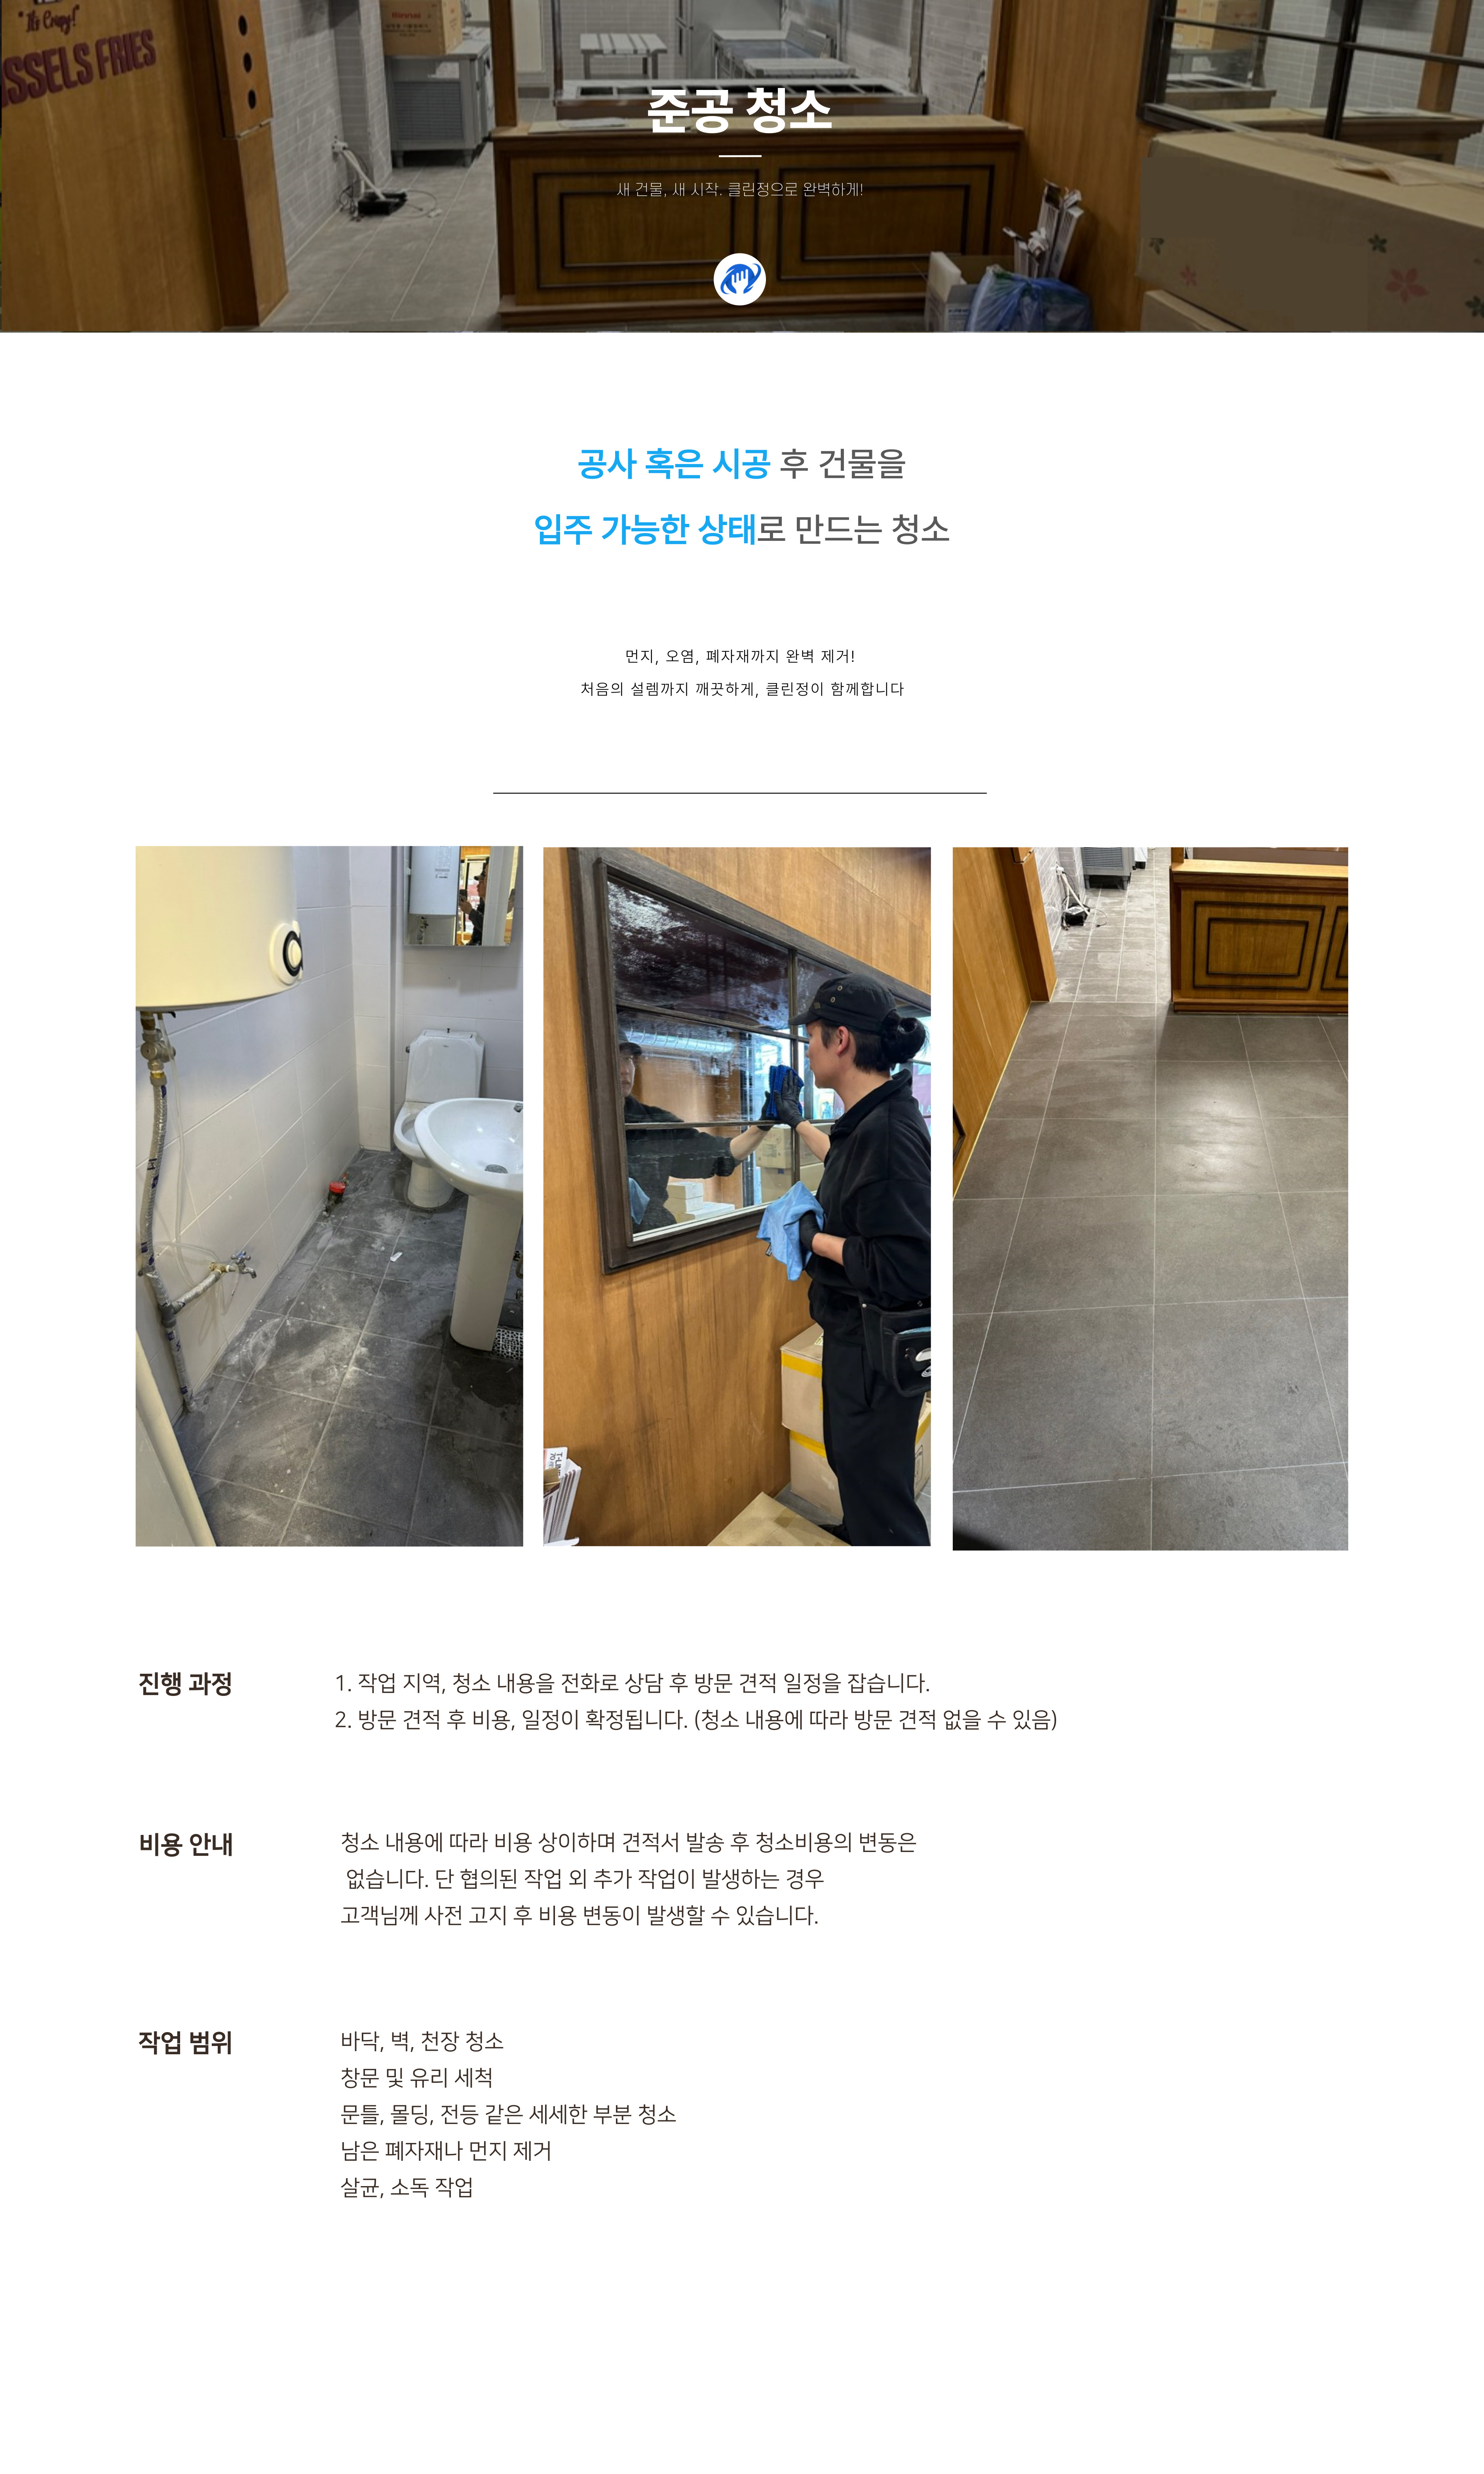 "It's Crispy!"
SSELS FRIES
준공 청소
새 건물, 새 시작. 클린정으로 완벽하게!
공사 혹은 시공 후 건물을
입주 가능한 상태로 만드는 청소
먼지, 오염, 폐자재까지 완벽 제거!
처음의 설렘까지 깨끗하게, 클린정이 함께합니다
진행 과정
1. 작업 지역, 청소 내용을 전화로 상담 후 방문 견적 일정을 잡습니다.
2. 방문 견적 후 비용, 일정이 확정됩니다. (청소 내용에 따라 방문 견적 없을 수 있음)
비용 안내
청소 내용에 따라 비용 상이하며 견적서 발송 후 청소비용의 변동은
없습니다. 단 협의된 작업 외 추가 작업이 발생하는 경우
고객님께 사전 고지 후 비용 변동이 발생할 수 있습니다.
작업 범위
바닥, 벽, 천장 청소
창문 및 유리 세척
문틀, 몰딩, 전등 같은 세세한 부분 청소
남은 폐자재나 먼지 제거
살균, 소독 작업